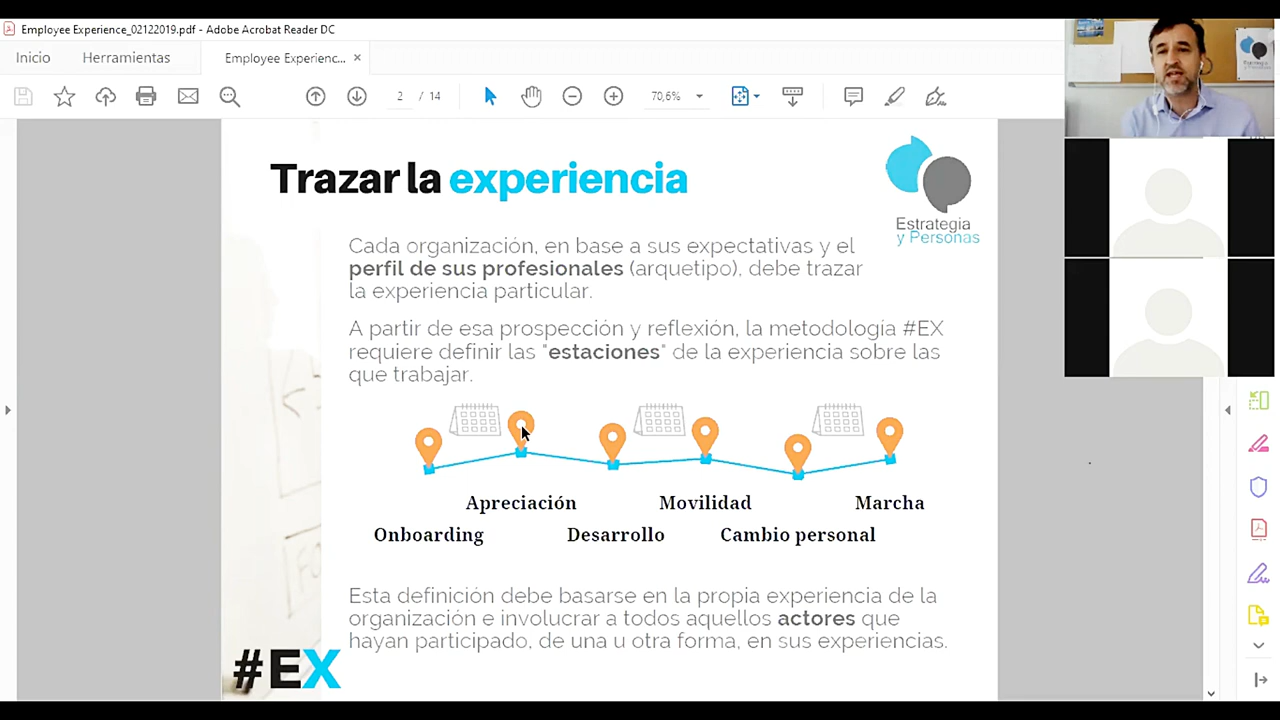 Employee Experience_02122019.pdf - Adobe Acrobat Reader DC
Inicio
Herramientas
Employee Experienc...
2 / 14
70,6%
Trazar la experiencia
Estrategia
y Personas
Cada organización, en base a sus expectativas y el
perfil de sus profesionales (arquetipo), debe trazar
la experiencia particular.
A partir de esa prospección y reflexión, la metodología #EX
requiere definir las "estaciones" de la experiencia sobre las
que trabajar.
Apreciación
Movilidad
Marcha
Onboarding
Desarrollo
Cambio personal
Esta definición debe basarse en la propia experiencia de la
organización e involucrar a todos aquellos actores que
hayan participado, de una u otra forma, en sus experiencias.
#EX